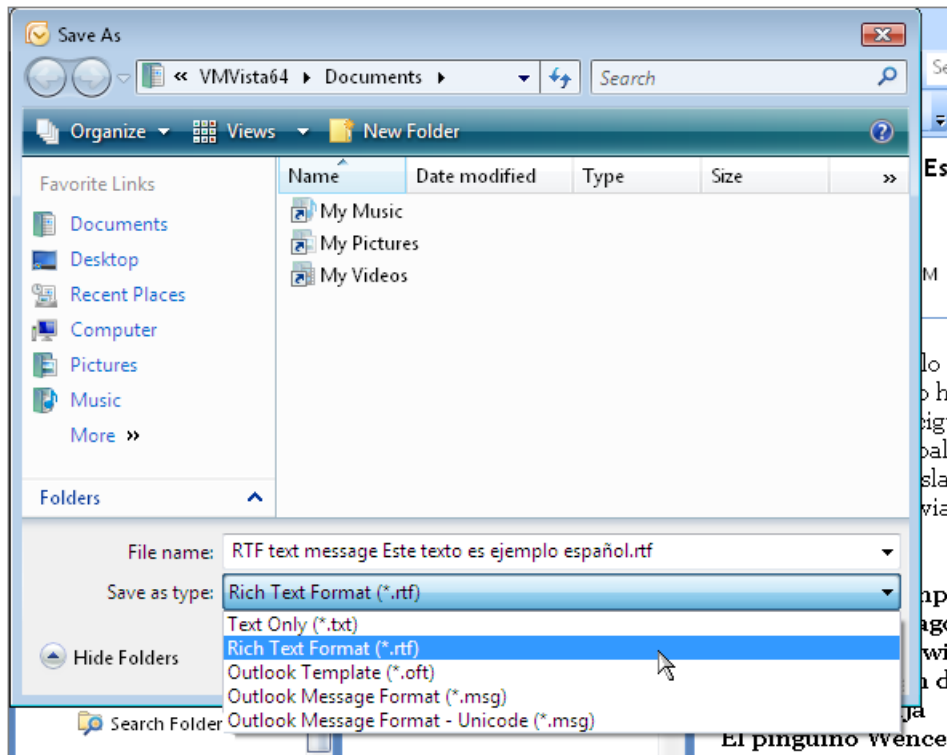 Save As
« VMVista64 Documents
Search
Organize Views New Folder
Favorite Links
Documents
Desktop
Recent Places
Computer
Pictures
Music
More »
Folders
Name Date modified Type Size »
My Music
My Pictures
My Videos
File name: RTF text message Este texto es ejemplo español.rtf
Save as type: Rich Text Format (*.rtf)
Text Only (*.txt)
Rich Text Format (*.rtf)
Outlook Template (*.oft)
Outlook Message Format (*.msg)
Outlook Message Format - Unicode (*.msg)
Hide Folders
Search Folder
El pinguino Wence